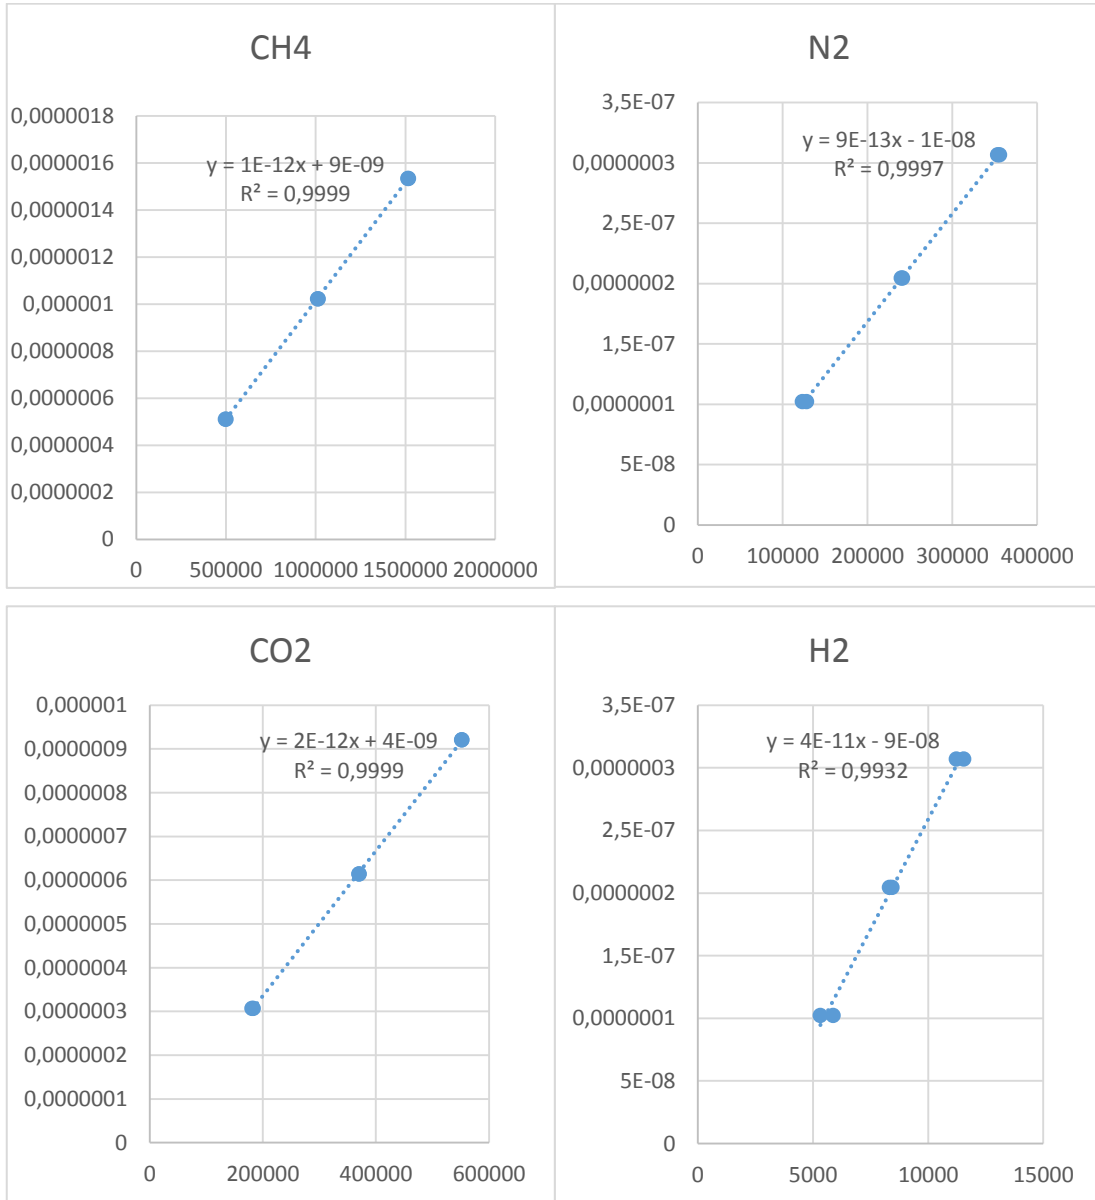 CH4
0,0000018
0,0000016
0,0000014
0,0000012
0,000001
0,0000008
0,0000006
0,0000004
0,0000002
0
y = 1E-12x + 9E-09
R² = 0,9999
0 500000 1000000 1500000 2000000
N2
3,5E-07
0,0000003
2,5E-07
0,0000002
1,5E-07
0,0000001
5E-08
0
y = 9E-13x - 1E-08
R² = 0,9997
0 100000 200000 300000 400000
CO2
0,000001
0,0000009
0,0000008
0,0000007
0,0000006
0,0000005
0,0000004
0,0000003
0,0000002
0,0000001
0
y = 2E-12x + 4E-09
R² = 0,9999
0 200000 400000 600000
H2
3,5E-07
0,0000003
2,5E-07
0,0000002
1,5E-07
0,0000001
5E-08
0
y = 4E-11x - 9E-08
R² = 0,9932
0 5000 10000 15000